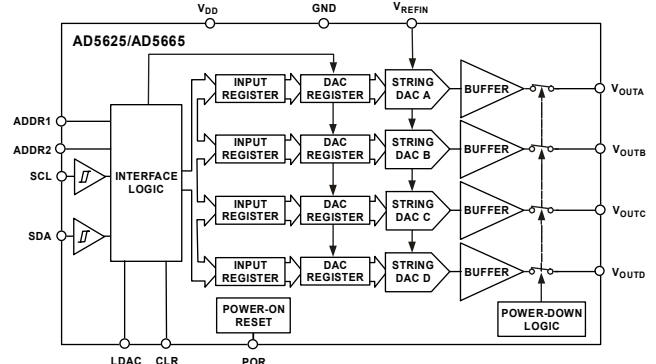 VDD
GND
VREFIN
AD5625/AD5665
INPUT
REGISTER
DAC
REGISTER
STRING
DAC A
BUFFER
VOUTA
ADDR1
ADDR2
SCL
SDA
INTERFACE
LOGIC
INPUT
REGISTER
DAC
REGISTER
STRING
DAC B
BUFFER
VOUTB
INPUT
REGISTER
DAC
REGISTER
STRING
DAC C
BUFFER
VOUTC
INPUT
REGISTER
DAC
REGISTER
STRING
DAC D
BUFFER
VOUTD
POWER-ON
RESET
POWER-DOWN
LOGIC
LDAC
CLR
POR